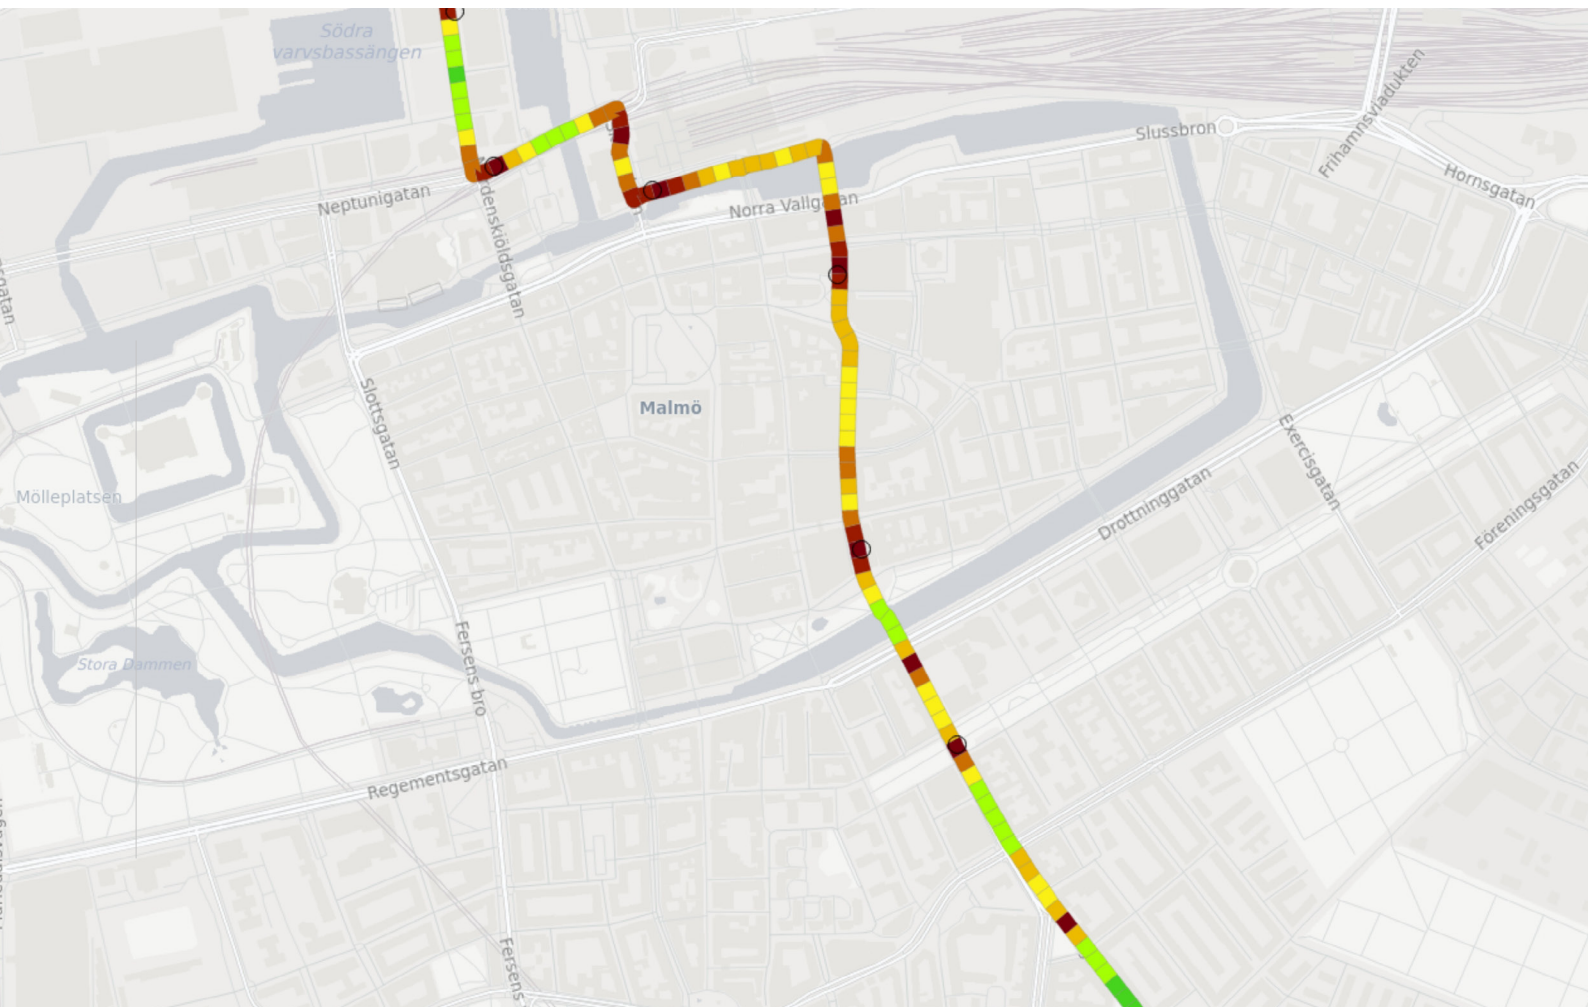 Södra
varvsbassängen
Frihamnsviadukten
Slussbron
Hornsgatan
Neptunigatan
Norra Vallgatan
Malmö
Slottsgatan
Mölleplatsen
Exercisgatan
Drottninggatan
Föreningsgatan
Fersens bro
Stora Dammen
Regementsgatan
Fersens